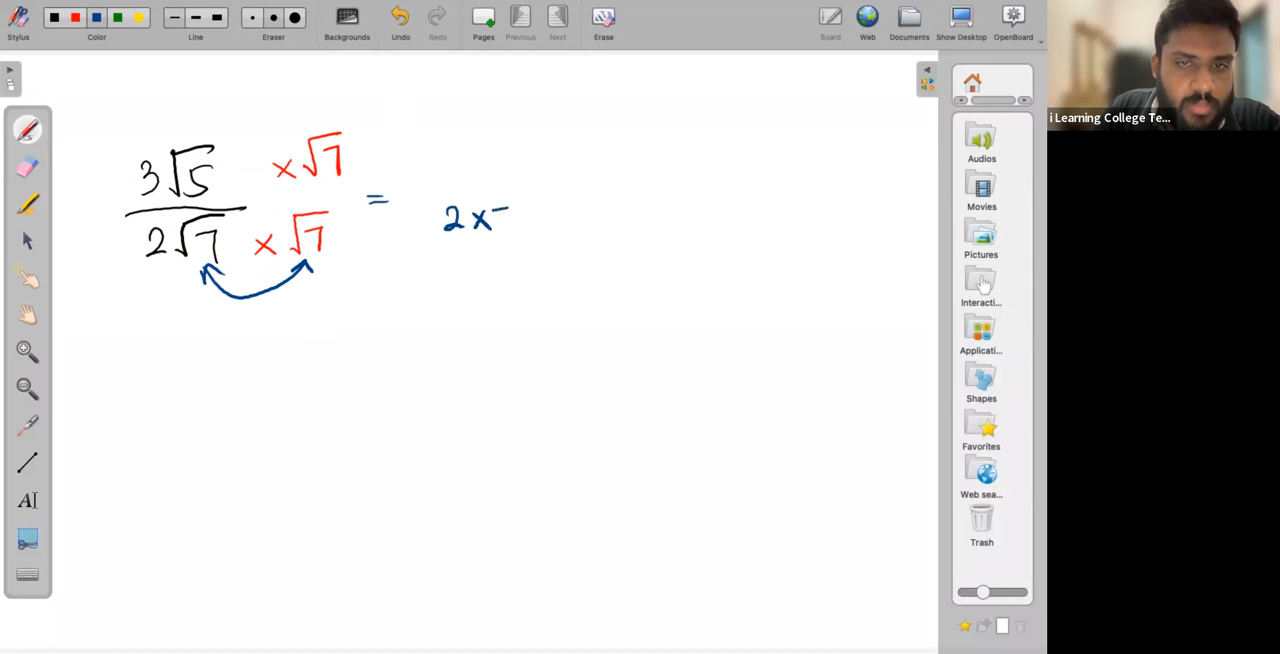 Stylus
Color
Line
Eraser
Backgrounds
Undo
Redo
Pages
Previous
Next
Erase
Board
Web
Documents
Show Desktop
OpenBoard
i Learning College Te...
3√5 × √7
=
2 ×
2√7 × √7
A
Audios
Movies
Pictures
Interacti...
Applicati...
Shapes
Favorites
Web sea...
Trash